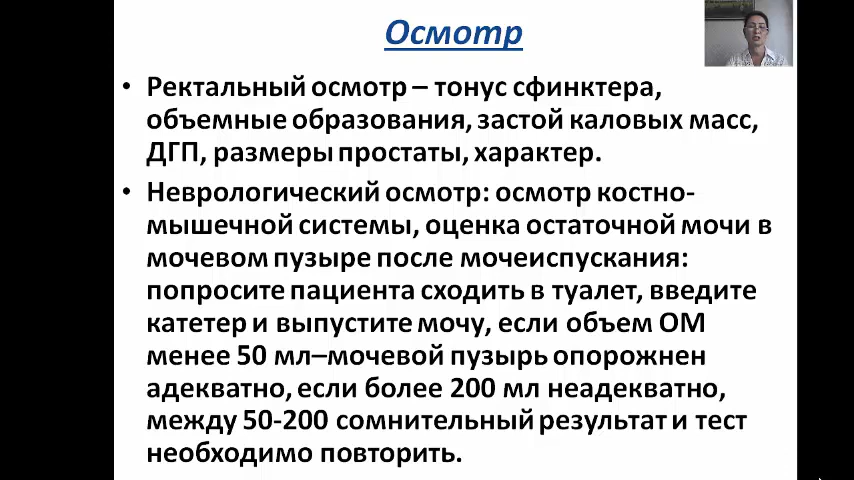 Осмотр
• Ректальный осмотр – тонус сфинктера,
объемные образования, застой каловых масс,
ДГП, размеры простаты, характер.
• Неврологический осмотр: осмотр костно-
мышечной системы, оценка остаточной мочи в
мочевом пузыре после мочеиспускания:
попросите пациента сходить в туалет, введите
катетер и выпустите мочу, если объем ОМ
менее 50 мл–мочевой пузырь опорожнен
адекватно, если более 200 мл неадекватно,
между 50-200 сомнительный результат и тест
необходимо повторить.